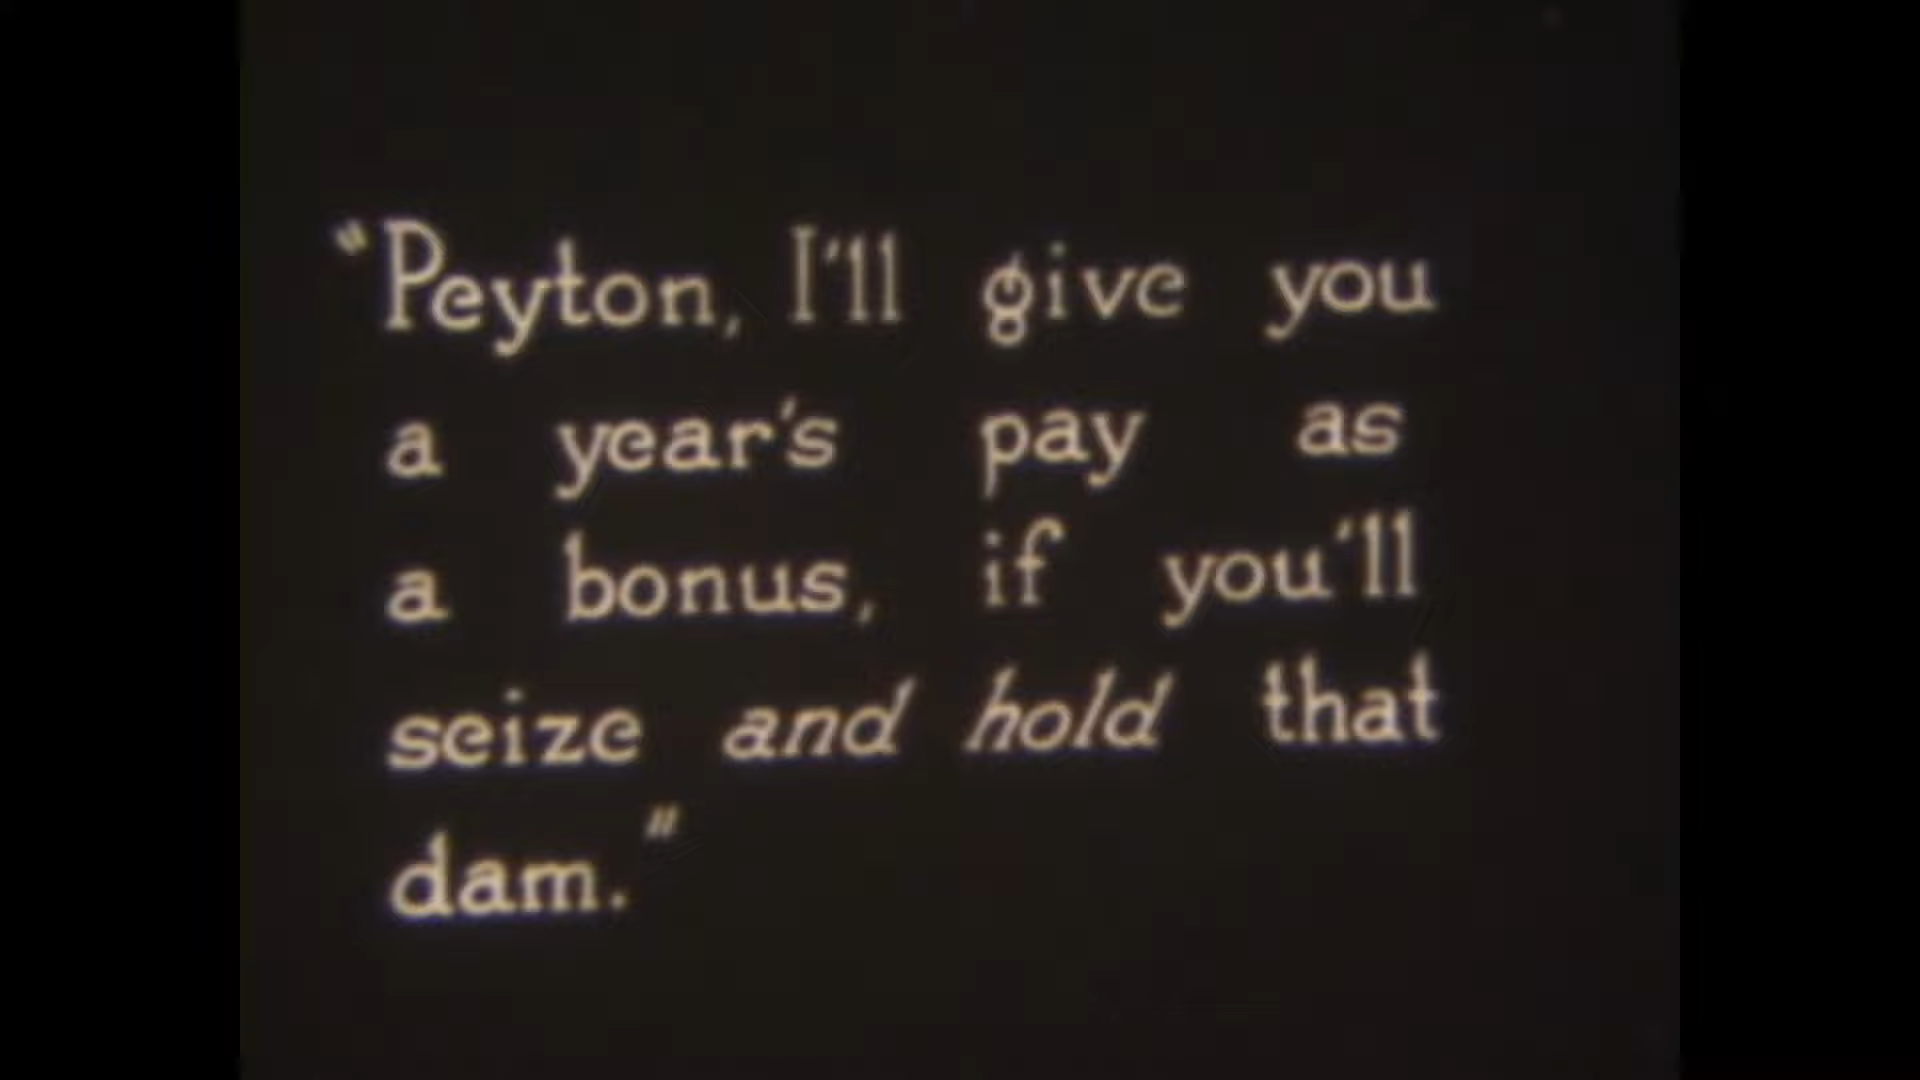 "Peyton, I'll give you
a year's pay as
a bonus, if you'll
seize and hold that
dam."